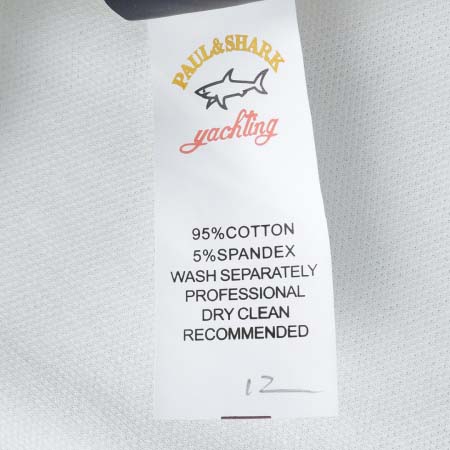 PAUL&SHARK
yachting
95%COTTON
5%SPANDEX
WASH SEPARATELY
PROFESSIONAL
DRY CLEAN
RECOMMENDED
12